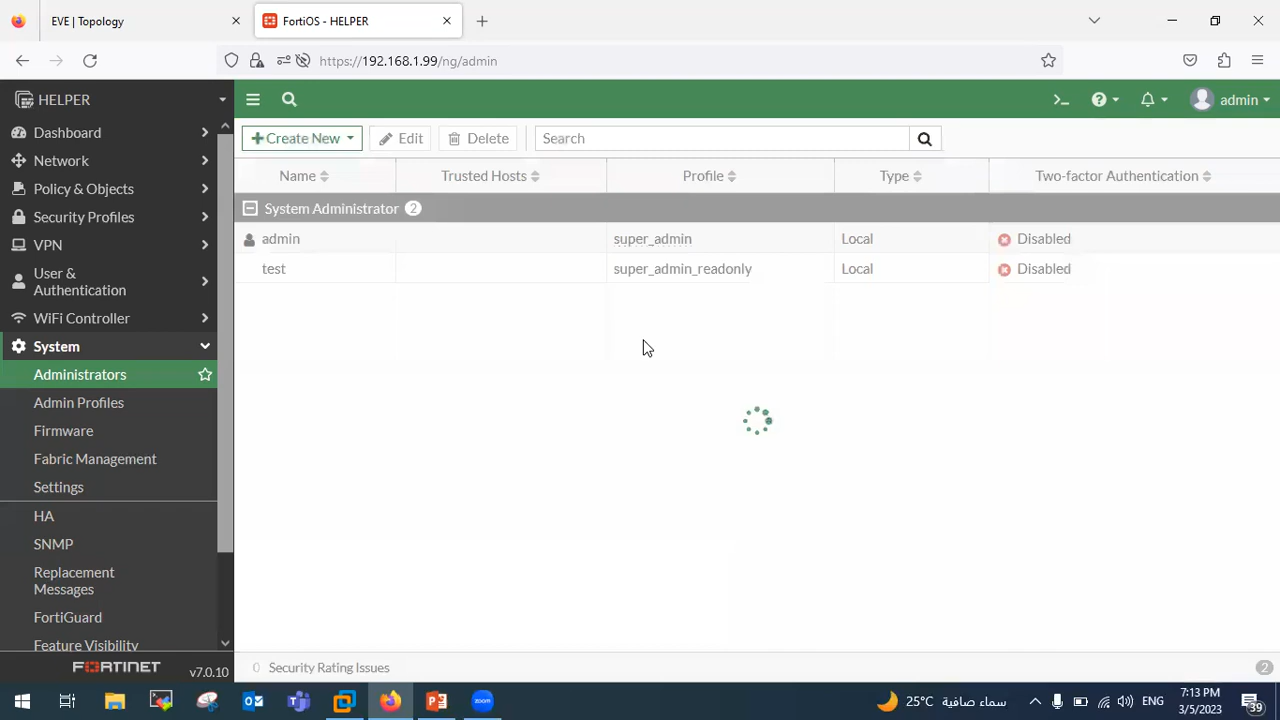 EVE | Topology
FortiOS - HELPER
https://192.168.1.99/ng/admin
HELPER
admin
Dashboard
Network
Policy & Objects
Security Profiles
VPN
User &
Authentication
WiFi Controller
System
Administrators
Admin Profiles
Firmware
Fabric Management
Settings
HA
SNMP
Replacement
Messages
FortiGuard
Feature Visibility
FORTINET v7.0.10
Create New Edit Delete Search
Name Trusted Hosts Profile Type Two-factor Authentication
System Administrator 2
admin super_admin Local Disabled
test super_admin_readonly Local Disabled
0 Security Rating Issues 2
25°C سماء صافية ENG 7:13 PM
3/5/2023 39